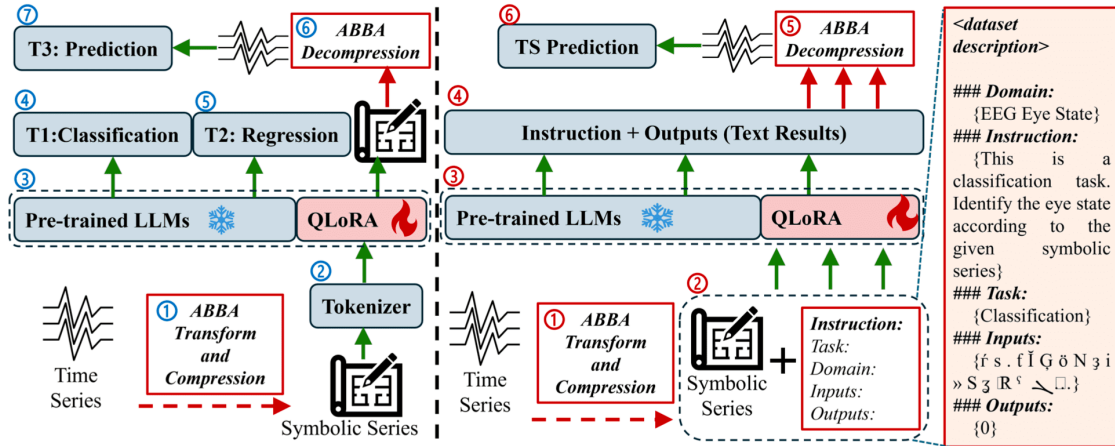 ⑦
T3: Prediction
⑥
ABBA
Decompression
④
T1:Classification
⑤
T2: Regression
③
Pre-trained LLMs
QLoRA
②
Tokenizer
①
ABBA
Transform
and
Compression
Time
Series
Symbolic Series
⑥
TS Prediction
⑤
ABBA
Decompression
④
Instruction + Outputs (Text Results)
③
Pre-trained LLMs
QLoRA
②
①
ABBA
Transform
and
Compression
Time
Series
Symbolic
Series
+
Instruction:
Task:
Domain:
Inputs:
Outputs:
<dataset
description>
### Domain:
{EEG Eye State}
### Instruction:
{This is a
classification task.
Identify the eye state
according to the
given symbolic
series}
### Task:
{Classification}
### Inputs:
{ŕ s . f Ǐ Ģ ö N ʒ i
» S ʒ R
### Outputs:
{0}